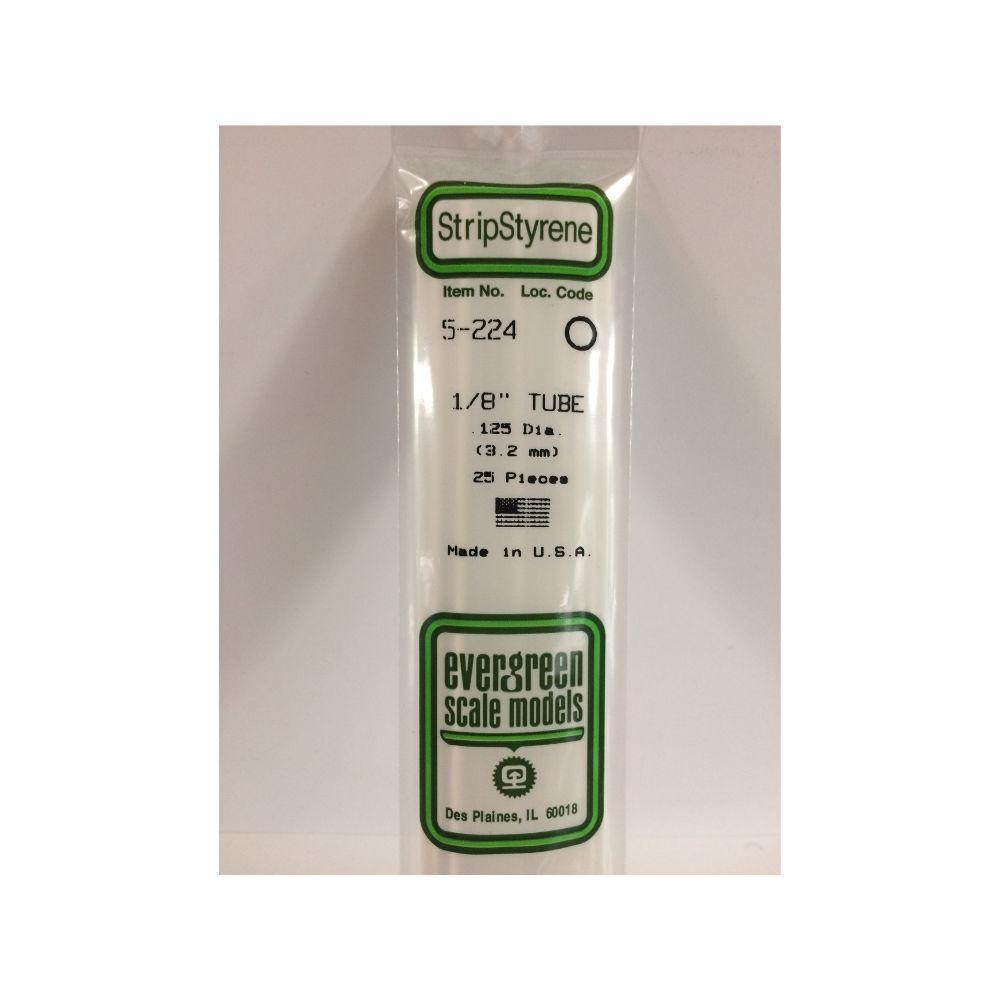 StripStyrene
Item No. Loc. Code
5-224
1/8" TUBE
.125 Dia.
(3.2 mm)
25 Pieces
Made in U.S.A.
evergreen
scale models
Des Plaines, IL 60018